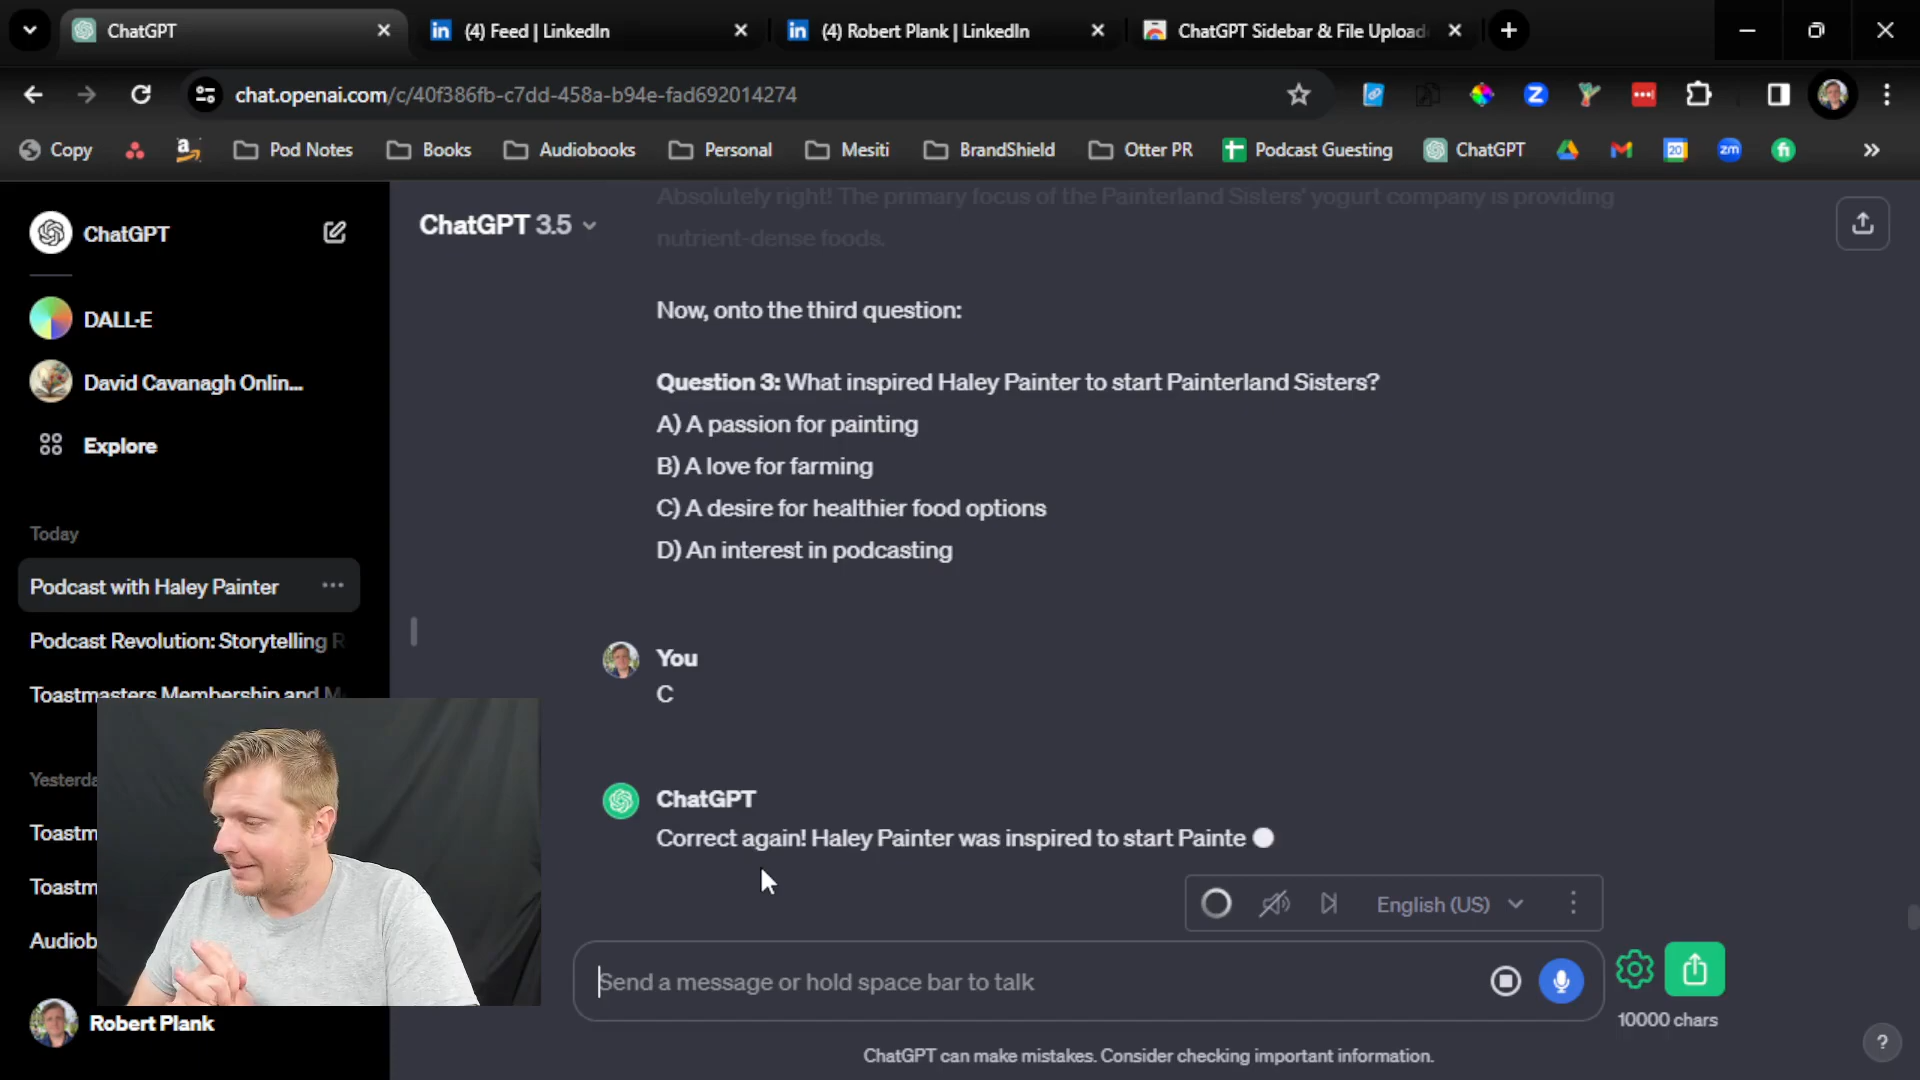 ChatGPT
(4) Feed | LinkedIn
(4) Robert Plank | LinkedIn
ChatGPT Sidebar & File Upload
chat.openai.com/c/40f386fb-c7dd-458a-b94e-fad692014274
Copy
Pod Notes
Books
Audiobooks
Personal
Mesiti
BrandShield
Otter PR
Podcast Guesting
ChatGPT
ChatGPT
DALL·E
David Cavanagh Onlin...
Explore
Today
Podcast with Haley Painter
Podcast Revolution: Storytelling R
Toastmasters Membership and M
Yesterda
Toastm
Toastm
Audiob
Robert Plank
ChatGPT 3.5
Absolutely right! The primary focus of the Painterland Sisters' yogurt company is providing
nutrient-dense foods.
Now, onto the third question:
Question 3: What inspired Haley Painter to start Painterland Sisters?
A) A passion for painting
B) A love for farming
C) A desire for healthier food options
D) An interest in podcasting
You
C
ChatGPT
Correct again! Haley Painter was inspired to start Painte
English (US)
Send a message or hold space bar to talk
10000 chars
ChatGPT can make mistakes. Consider checking important information.
?